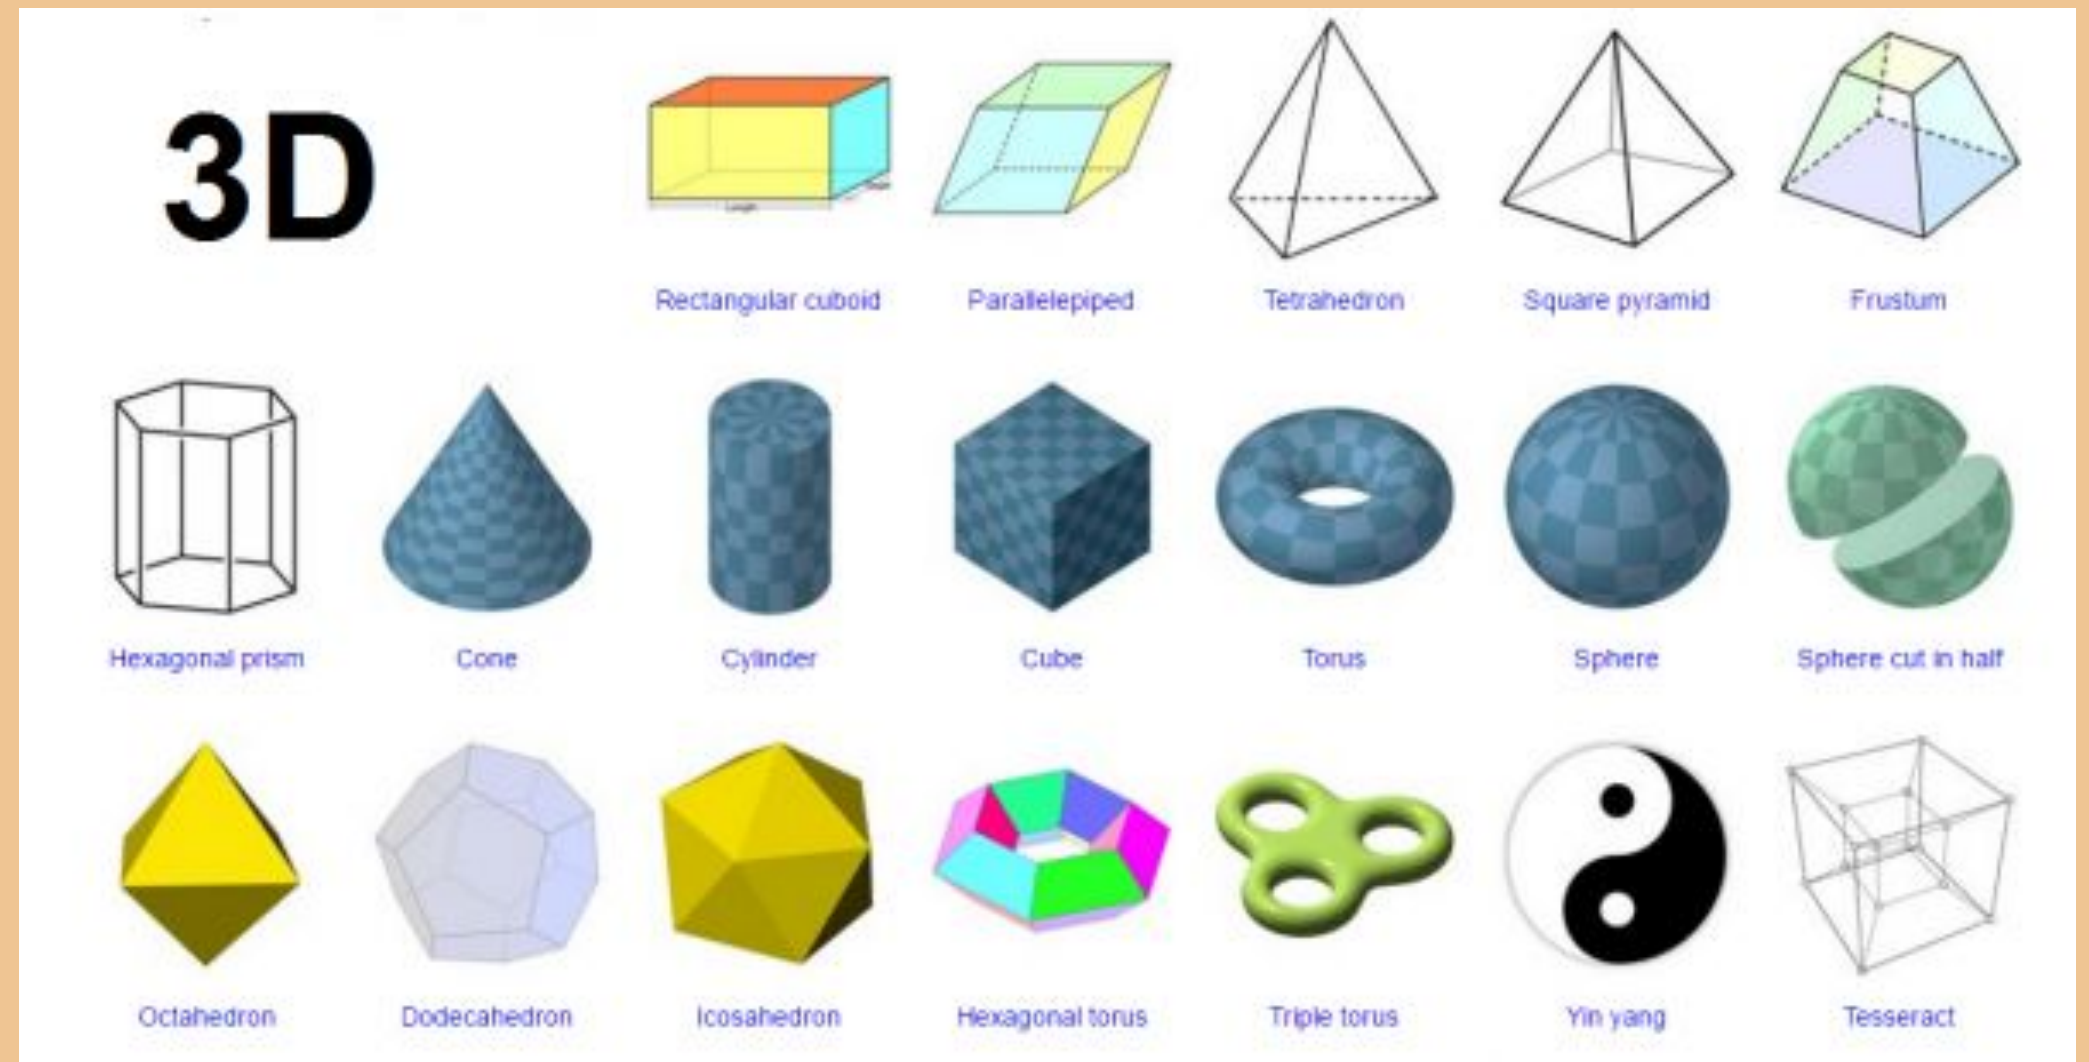 3D
Rectangular cuboid
Parallelepiped
Tetrahedron
Square pyramid
Frustum
Hexagonal prism
Cone
Cylinder
Cube
Torus
Sphere
Sphere cut in half
Octahedron
Dodecahedron
Icosahedron
Hexagonal torus
Triple torus
Yin yang
Tesseract